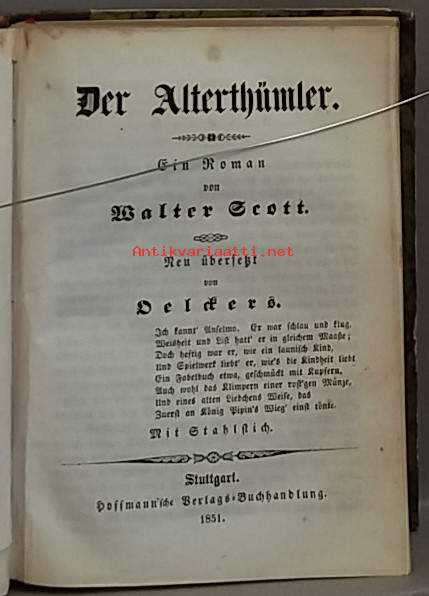 Der Alterthümler.
Ein Roman
von
Walter Scott.
Antikvariaatti.net
Neu übersetzt
von
Oelckers.
Ich kannt' Anselmo. Er war schlau und klug,
Weisheit und List hatt' er in gleichem Maaße;
Doch heftig war er, wie ein launisch Kind,
Und Spielwerk liebt' er, wie's die Kindheit liebt
Ein Fabelbuch etwa, geschmückt mit Kupfern,
Auch wohl das Klimpern einer rost'gen Münze,
Und eines alten Liedchens Weise, das
Zuerst an König Pipin's Wieg' einst tönte.
Mit Stahlstich.
Stuttgart.
Hoffmann'sche Verlags-Buchhandlung.
1851.